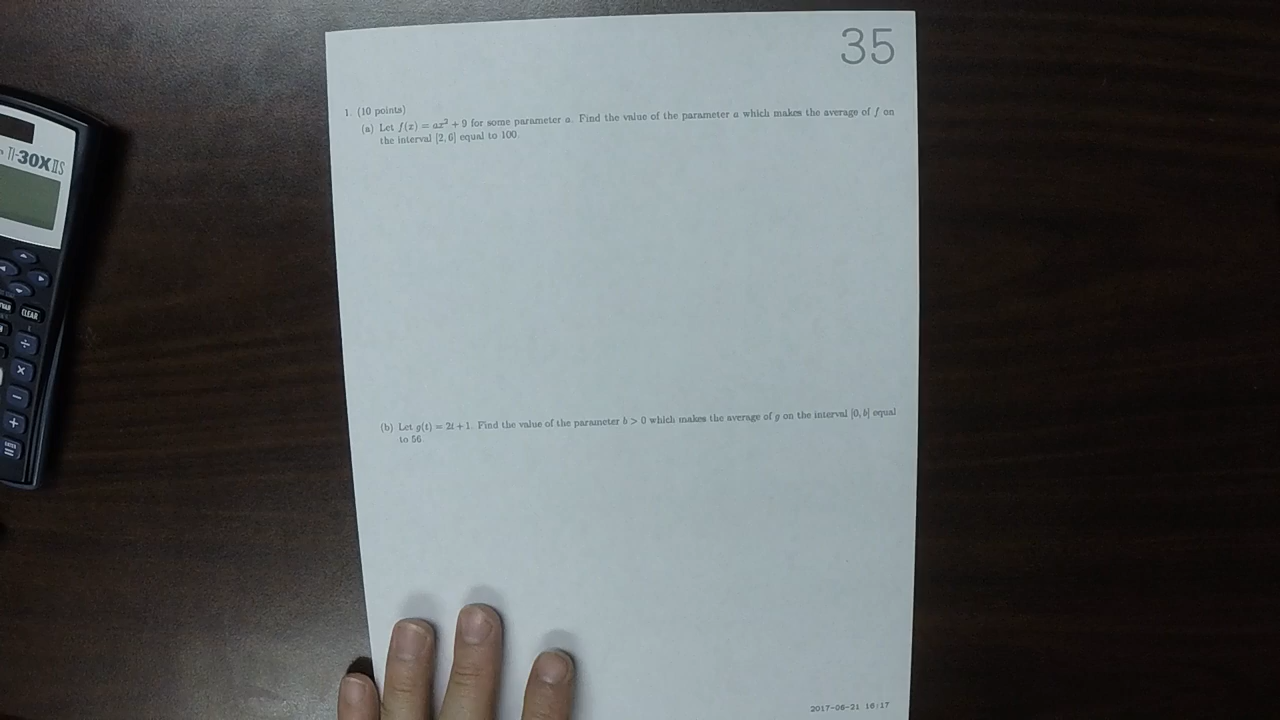 35
1. (10 points)
(a) Let f(x) = ax² + 9 for some parameter a. Find the value of the parameter a which makes the average of f on
the interval [2, 6] equal to 100.
(b) Let g(t) = 2t + 1. Find the value of the parameter b > 0 which makes the average of g on the interval [0, b] equal
to 56.
2017-06-21 16:17
TI-30X IIS
CLEAR
÷
×
−
+
ENTER
=